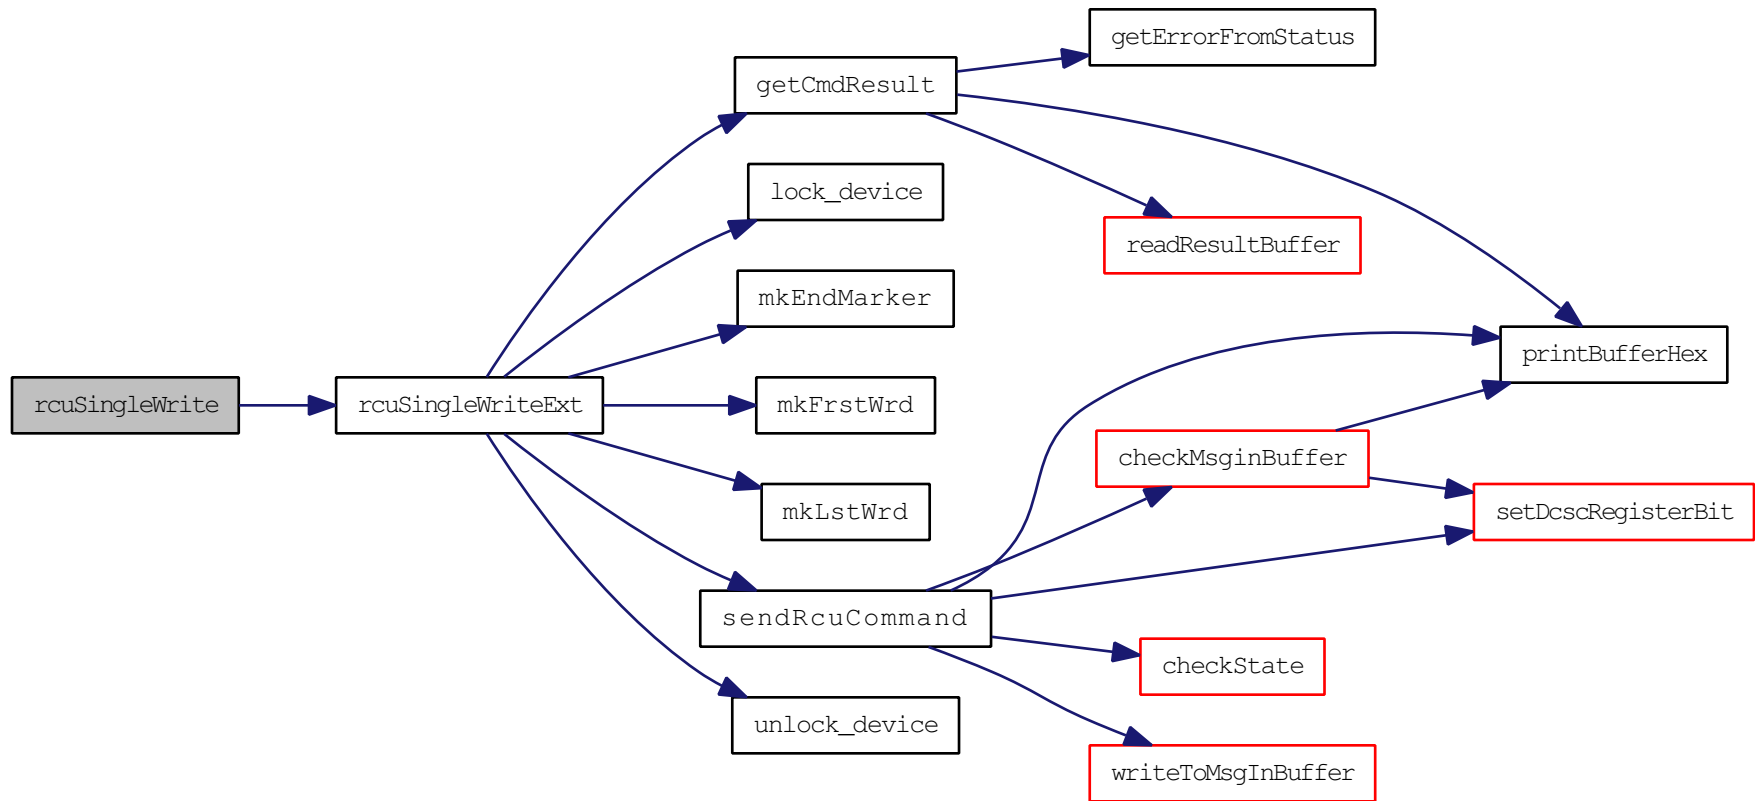 getErrorFromStatus
getCmdResult
lock_device
readResultBuffer
mkEndMarker
printBufferHex
rcuSingleWrite
rcuSingleWriteExt
mkFrstWrd
checkMsginBuffer
mkLstWrd
setDcscRegisterBit
sendRcuCommand
checkState
unlock_device
writeToMsgInBuffer